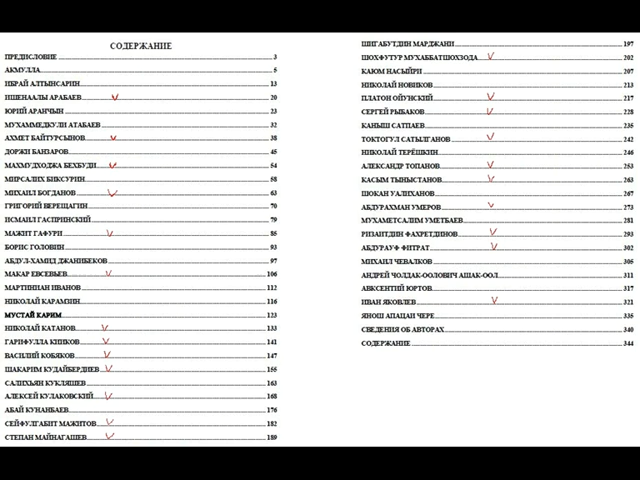 СОДЕРЖАНИЕ
ПРЕДИСЛОВИЕ 3
АКМУЛЛА 5
ИБРАЙ АЛТЫНСАРИН 13
ИШЕНААЛЫ АРАБАЕВ 20
ЮРИЙ АРАНЧЫН 23
МУХАММЕДКУЛИ АТАБАЕВ 32
АХМЕТ БАЙТУРСЫНОВ 38
ДОРЖИ БАНЗАРОВ 45
МАХМУДХОДЖА БЕХБУДИ 54
МИРСАЛИХ БИКСУРИН 58
МИХАИЛ БОГДАНОВ 63
ГРИГОРИЙ ВЕРЕЩАГИН 70
ИСМАИЛ ГАСПРИНСКИЙ 79
МАЖИТ ГАФУРИ 85
БОРИС ГОЛОВИН 93
АБДУЛ-ХАМИД ДЖАНИБЕКОВ 97
МАКАР ЕВСЕВЬЕВ 106
МАРТИНИАН ИВАНОВ 112
НИКОЛАЙ КАРАМЗИН 116
МУСТАЙ КАРИМ 123
НИКОЛАЙ КАТАНОВ 133
ГАРИФУЛЛА КИИКОВ 141
ВАСИЛИЙ КОБЯКОВ 147
ШАКАРИМ КУДАЙБЕРДИЕВ 155
САЛИХЬЯН КУКЛЯШЕВ 163
АЛЕКСЕЙ КУЛАКОВСКИЙ 168
АБАЙ КУНАНБАЕВ 176
СЕЙФУЛГАБИТ МАЖИТОВ 182
СТЕПАН МАЙНАГАШЕВ 189
ШИГАБУТДИН МАРДЖАНИ 197
ШОХФУТУР МУХАББАТШОХЗОДА 202
КАЮМ НАСЫЙРИ 207
НИКОЛАЙ НОВИКОВ 213
ПЛАТОН ОЙУНСКИЙ 217
СЕРГЕЙ РЫБАКОВ 228
КАНЫШ САТПАЕВ 235
ТОКТОГУЛ САТЫЛГАНОВ 242
НИКОЛАЙ ТЕРЁШКИН 246
АЛЕКСАНДР ТОПАНОВ 253
КАСЫМ ТЫНЫСТАНОВ 263
ШОКАН УАЛИХАНОВ 267
АБДУРАХМАН УМЕРОВ 273
МУХАМЕТСАЛИМ УМЕТБАЕВ 281
РИЗАИТДИН ФАХРЕТДИНОВ 293
АБДУРАУФ ФИТРАТ 302
МИХАИЛ ЧЕВАЛКОВ 305
АНДРЕЙ ЧОЛДАК-ООЛОВИЧ АШАК-ООЛ 311
АВКСЕНТИЙ ЮРТОВ 317
ИВАН ЯКОВЛЕВ 321
ЯНОШ АПАЦАИ ЧЕРЕ 335
СВЕДЕНИЯ ОБ АВТОРАХ 340
СОДЕРЖАНИЕ 344